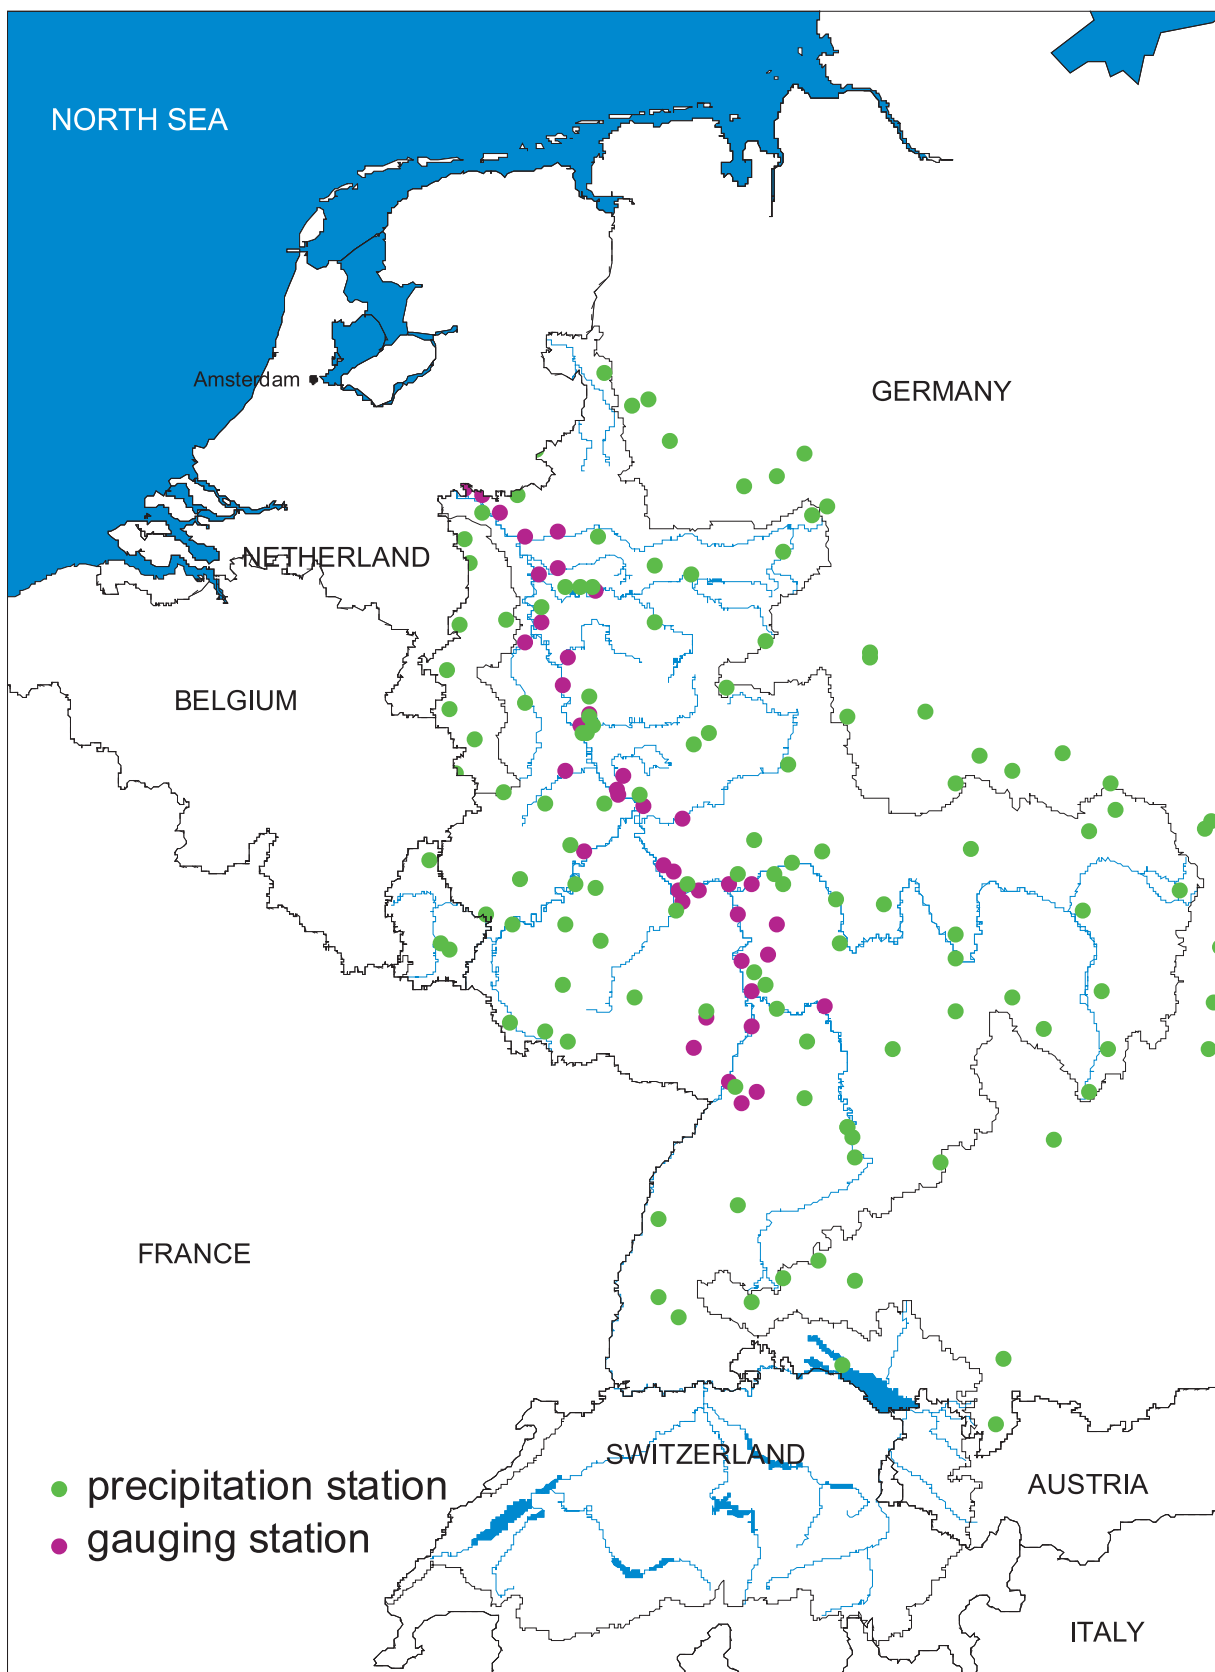 NORTH SEA
Amsterdam
GERMANY
NETHERLAND
BELGIUM
FRANCE
SWITZERLAND
precipitation station
AUSTRIA
gauging station
ITALY